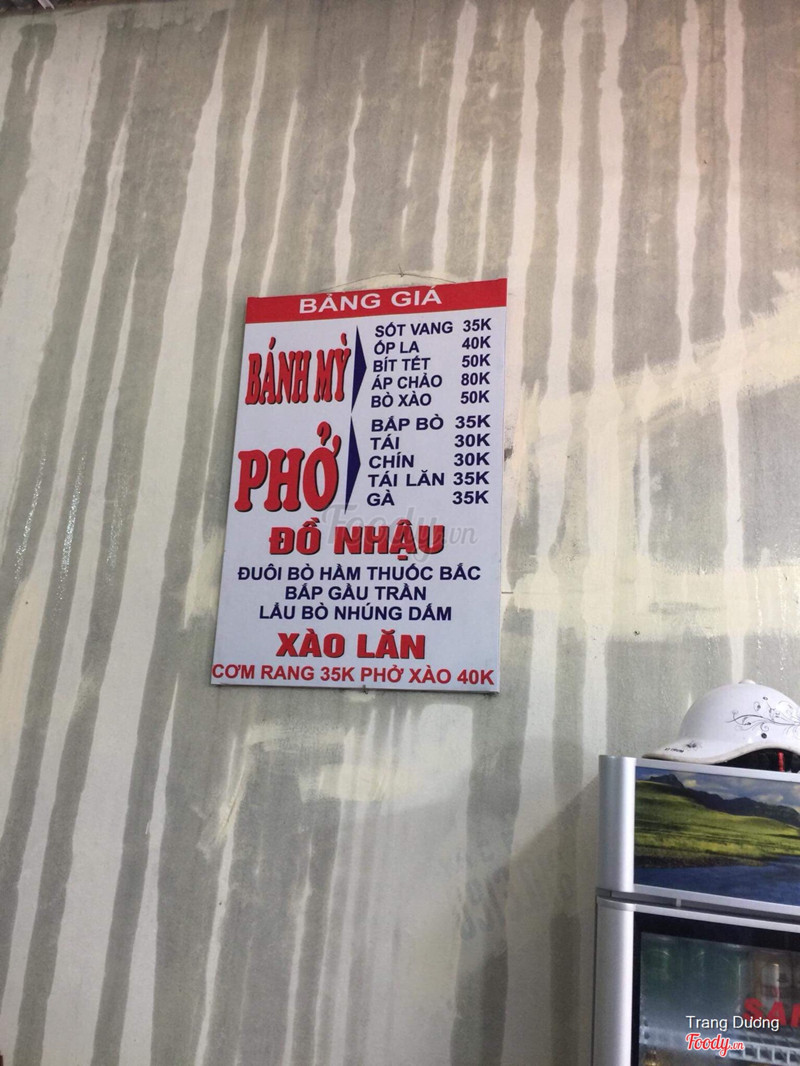 BẢNG GIÁ
BÁNH MỲ
SỐT VANG 35K
ỐP LA 40K
BÍT TẾT 50K
ÁP CHẢO 80K
BÒ XÀO 50K
PHỞ
BẮP BÒ 35K
TÁI 30K
CHÍN 30K
TÁI LĂN 35K
GÀ 35K
ĐỒ NHẬU
ĐUÔI BÒ HẦM THUỐC BẮC
BẮP GẦU TRẦN
LẨU BÒ NHÚNG DẤM
XÀO LĂN
CƠM RANG 35K PHỞ XÀO 40K
Foody.vn
Trang Dương
Foody.vn